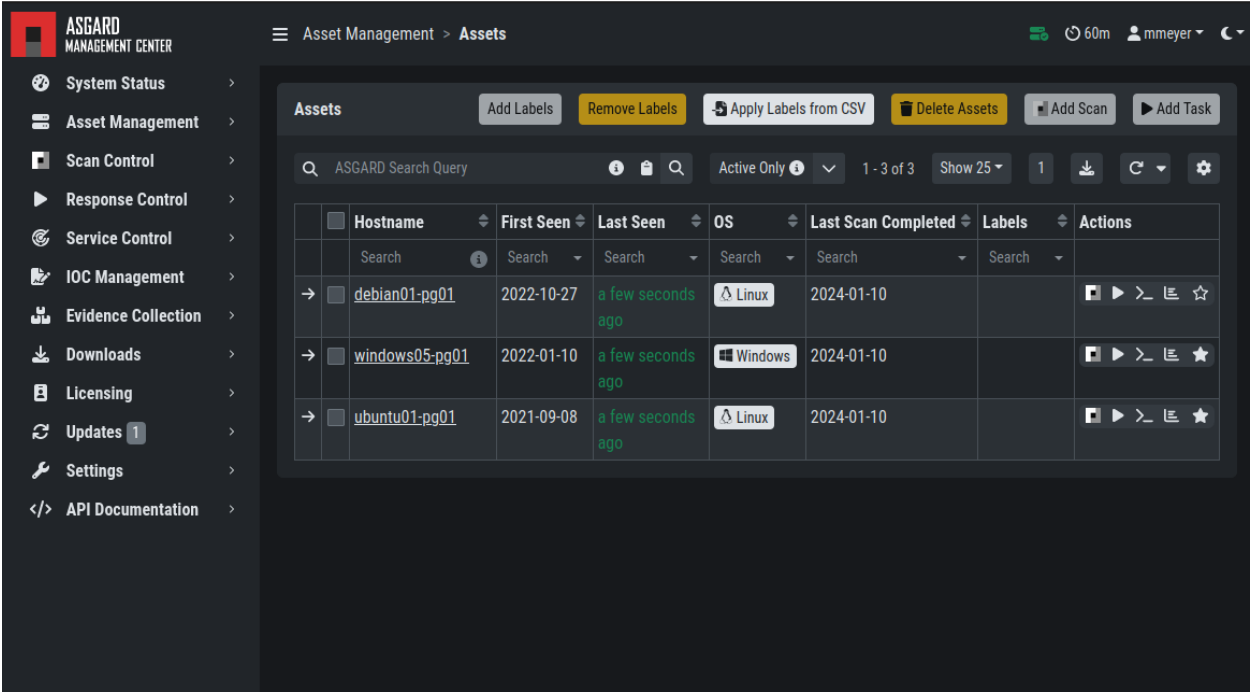 ASGARD
MANAGEMENT CENTER
Asset Management > Assets
60m
mmeyer
System Status
Asset Management
Scan Control
Response Control
Service Control
IOC Management
Evidence Collection
Downloads
Licensing
Updates 1
Settings
API Documentation
Assets
Add Labels
Remove Labels
Apply Labels from CSV
Delete Assets
Add Scan
Add Task
ASGARD Search Query
Active Only
1 - 3 of 3
Show 25
1
Hostname First Seen Last Seen OS Last Scan Completed Labels Actions
Search Search Search Search Search Search
debian01-pg01 2022-10-27 a few seconds Linux 2024-01-10
ago
windows05-pg01 2022-01-10 a few seconds Windows 2024-01-10
ago
ubuntu01-pg01 2021-09-08 a few seconds Linux 2024-01-10
ago